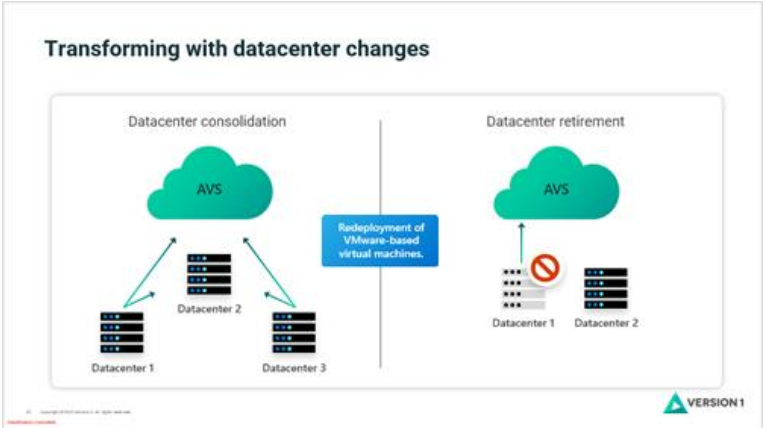 Transforming with datacenter changes
Datacenter consolidation
AVS
Datacenter 2
Datacenter 1
Datacenter 3
Redeployment of
VMware-based
virtual machines.
Datacenter retirement
AVS
Datacenter 1
Datacenter 2
VERSION 1